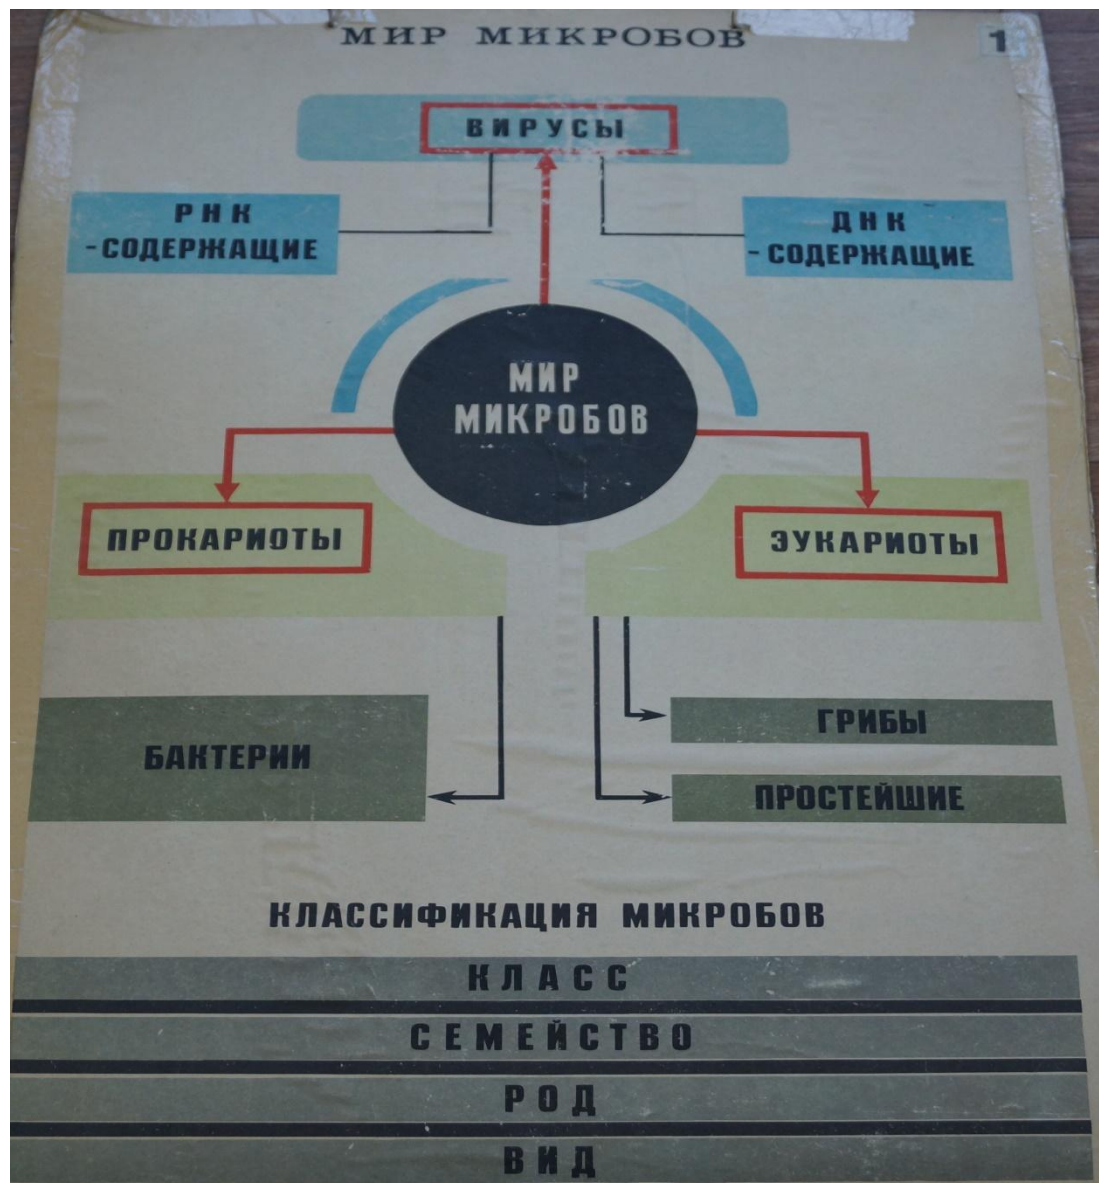 МИР МИКРОБОВ
1
ВИРУСЫ
РНК
-СОДЕРЖАЩИЕ
ДНК
-СОДЕРЖАЩИЕ
МИР
МИКРОБОВ
ПРОКАРИОТЫ
ЭУКАРИОТЫ
БАКТЕРИИ
ГРИБЫ
ПРОСТЕЙШИЕ
КЛАССИФИКАЦИЯ МИКРОБОВ
КЛАСС
СЕМЕЙСТВО
РОД
ВИД